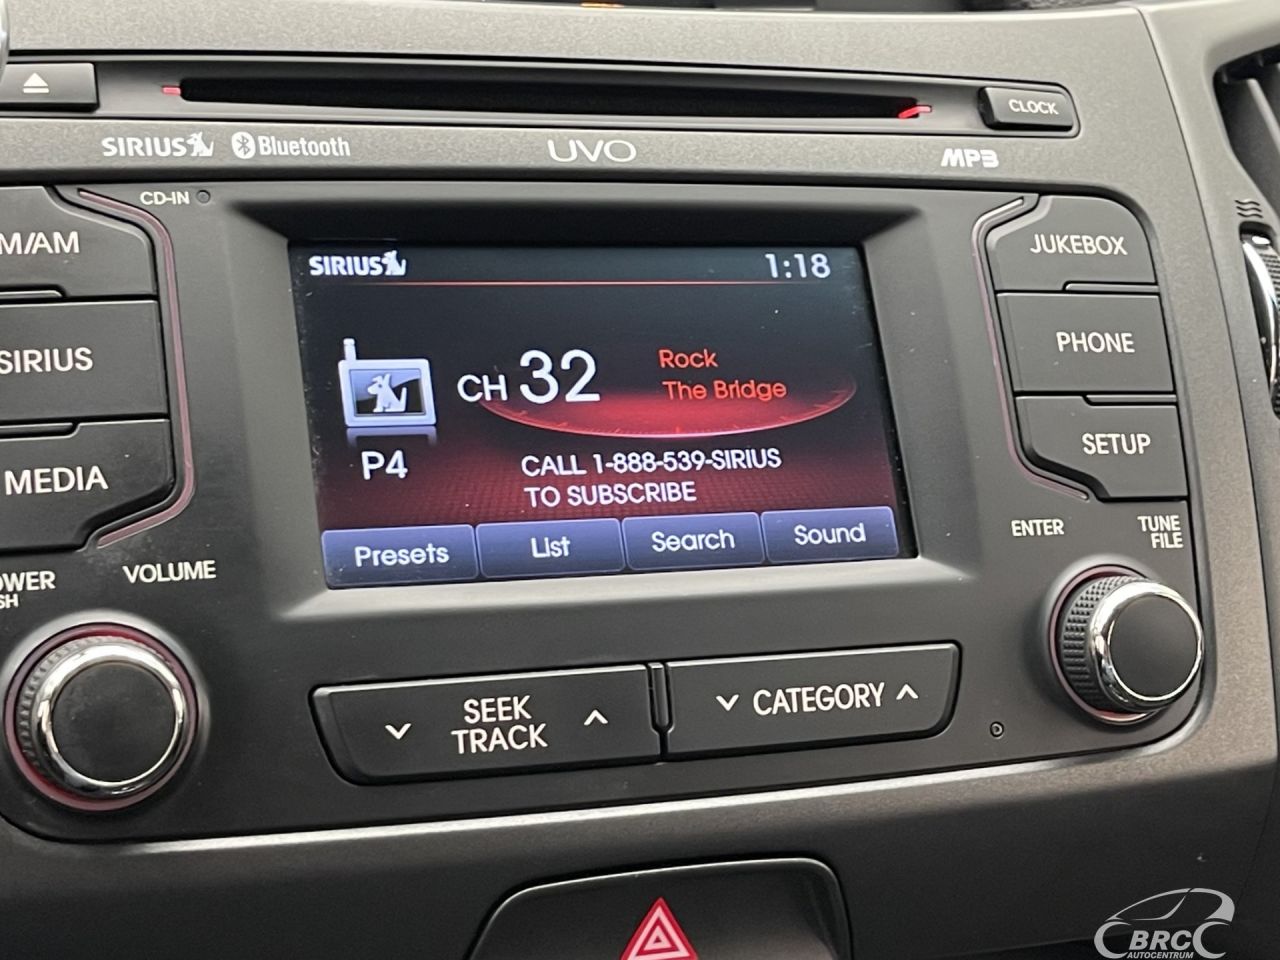 CLOCK
SIRIUS
Bluetooth
UVO
MP3
CD-IN
M/AM
SIRIUS
MEDIA
SIRIUS
1:18
CH 32
Rock
The Bridge
P4
CALL 1-888-539-SIRIUS
TO SUBSCRIBE
Presets
List
Search
Sound
JUKEBOX
PHONE
SETUP
ENTER
TUNE
FILE
OWER
SH
VOLUME
SEEK
TRACK
CATEGORY
BRC
AUTOCENTRUM